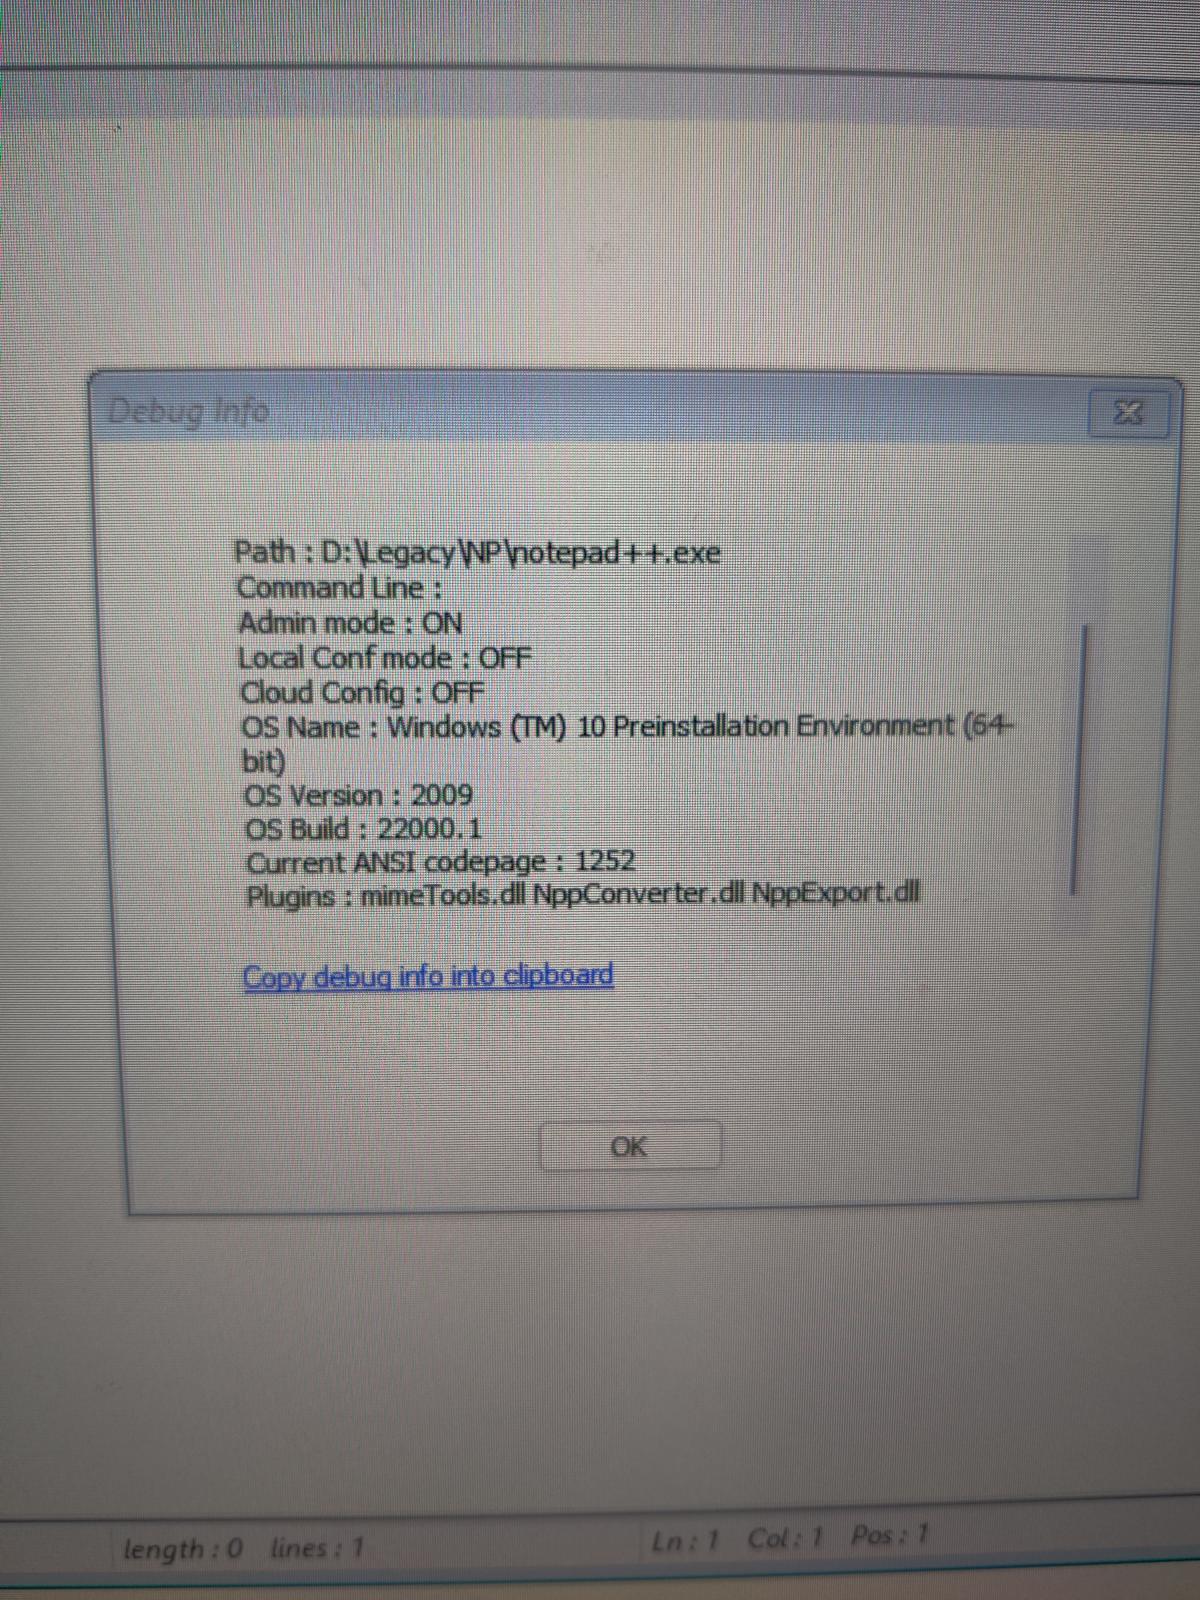 Debug Info
Path : D:\Legacy\NP\notepad++.exe
Command Line :
Admin mode : ON
Local Conf mode : OFF
Cloud Config : OFF
OS Name : Windows (TM) 10 Preinstallation Environment (64-
bit)
OS Version : 2009
OS Build : 22000.1
Current ANSI codepage : 1252
Plugins : mimeTools.dll NppConverter.dll NppExport.dll
Copy debug info into clipboard
OK
length : 0 lines : 1 Ln : 1 Col : 1 Pos : 1